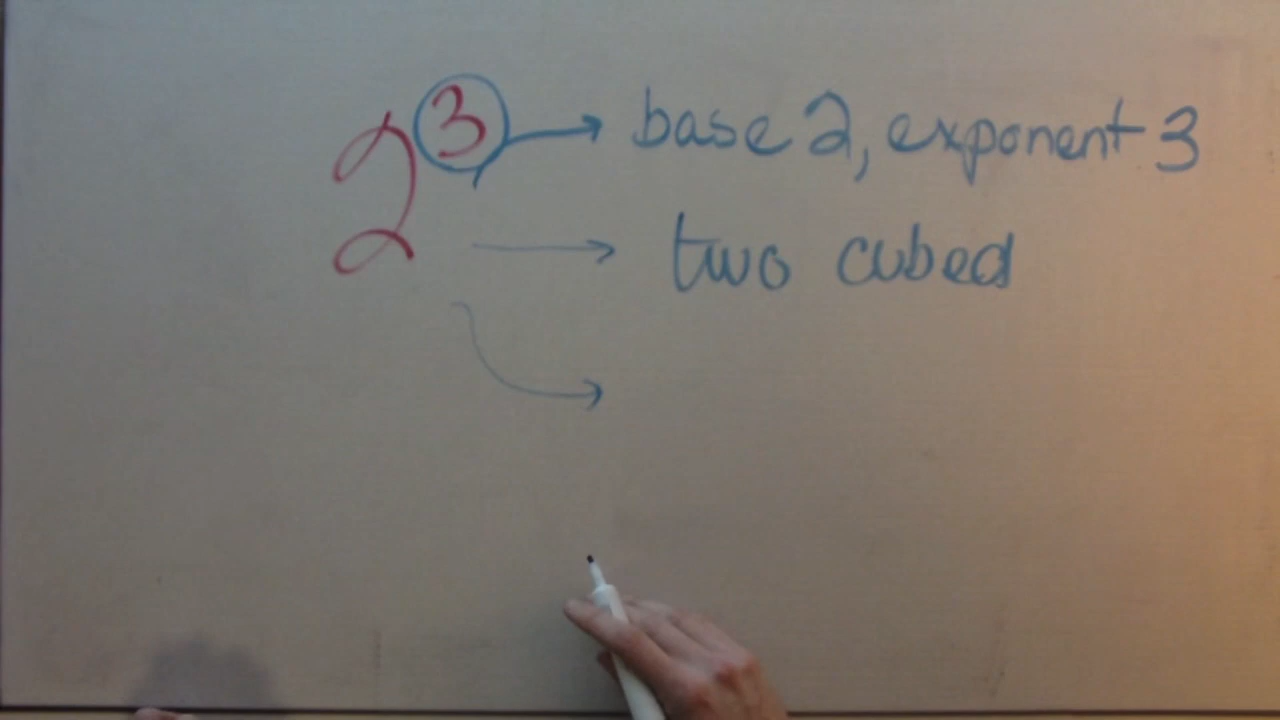 2³ → base 2, exponent 3
→ two cubed